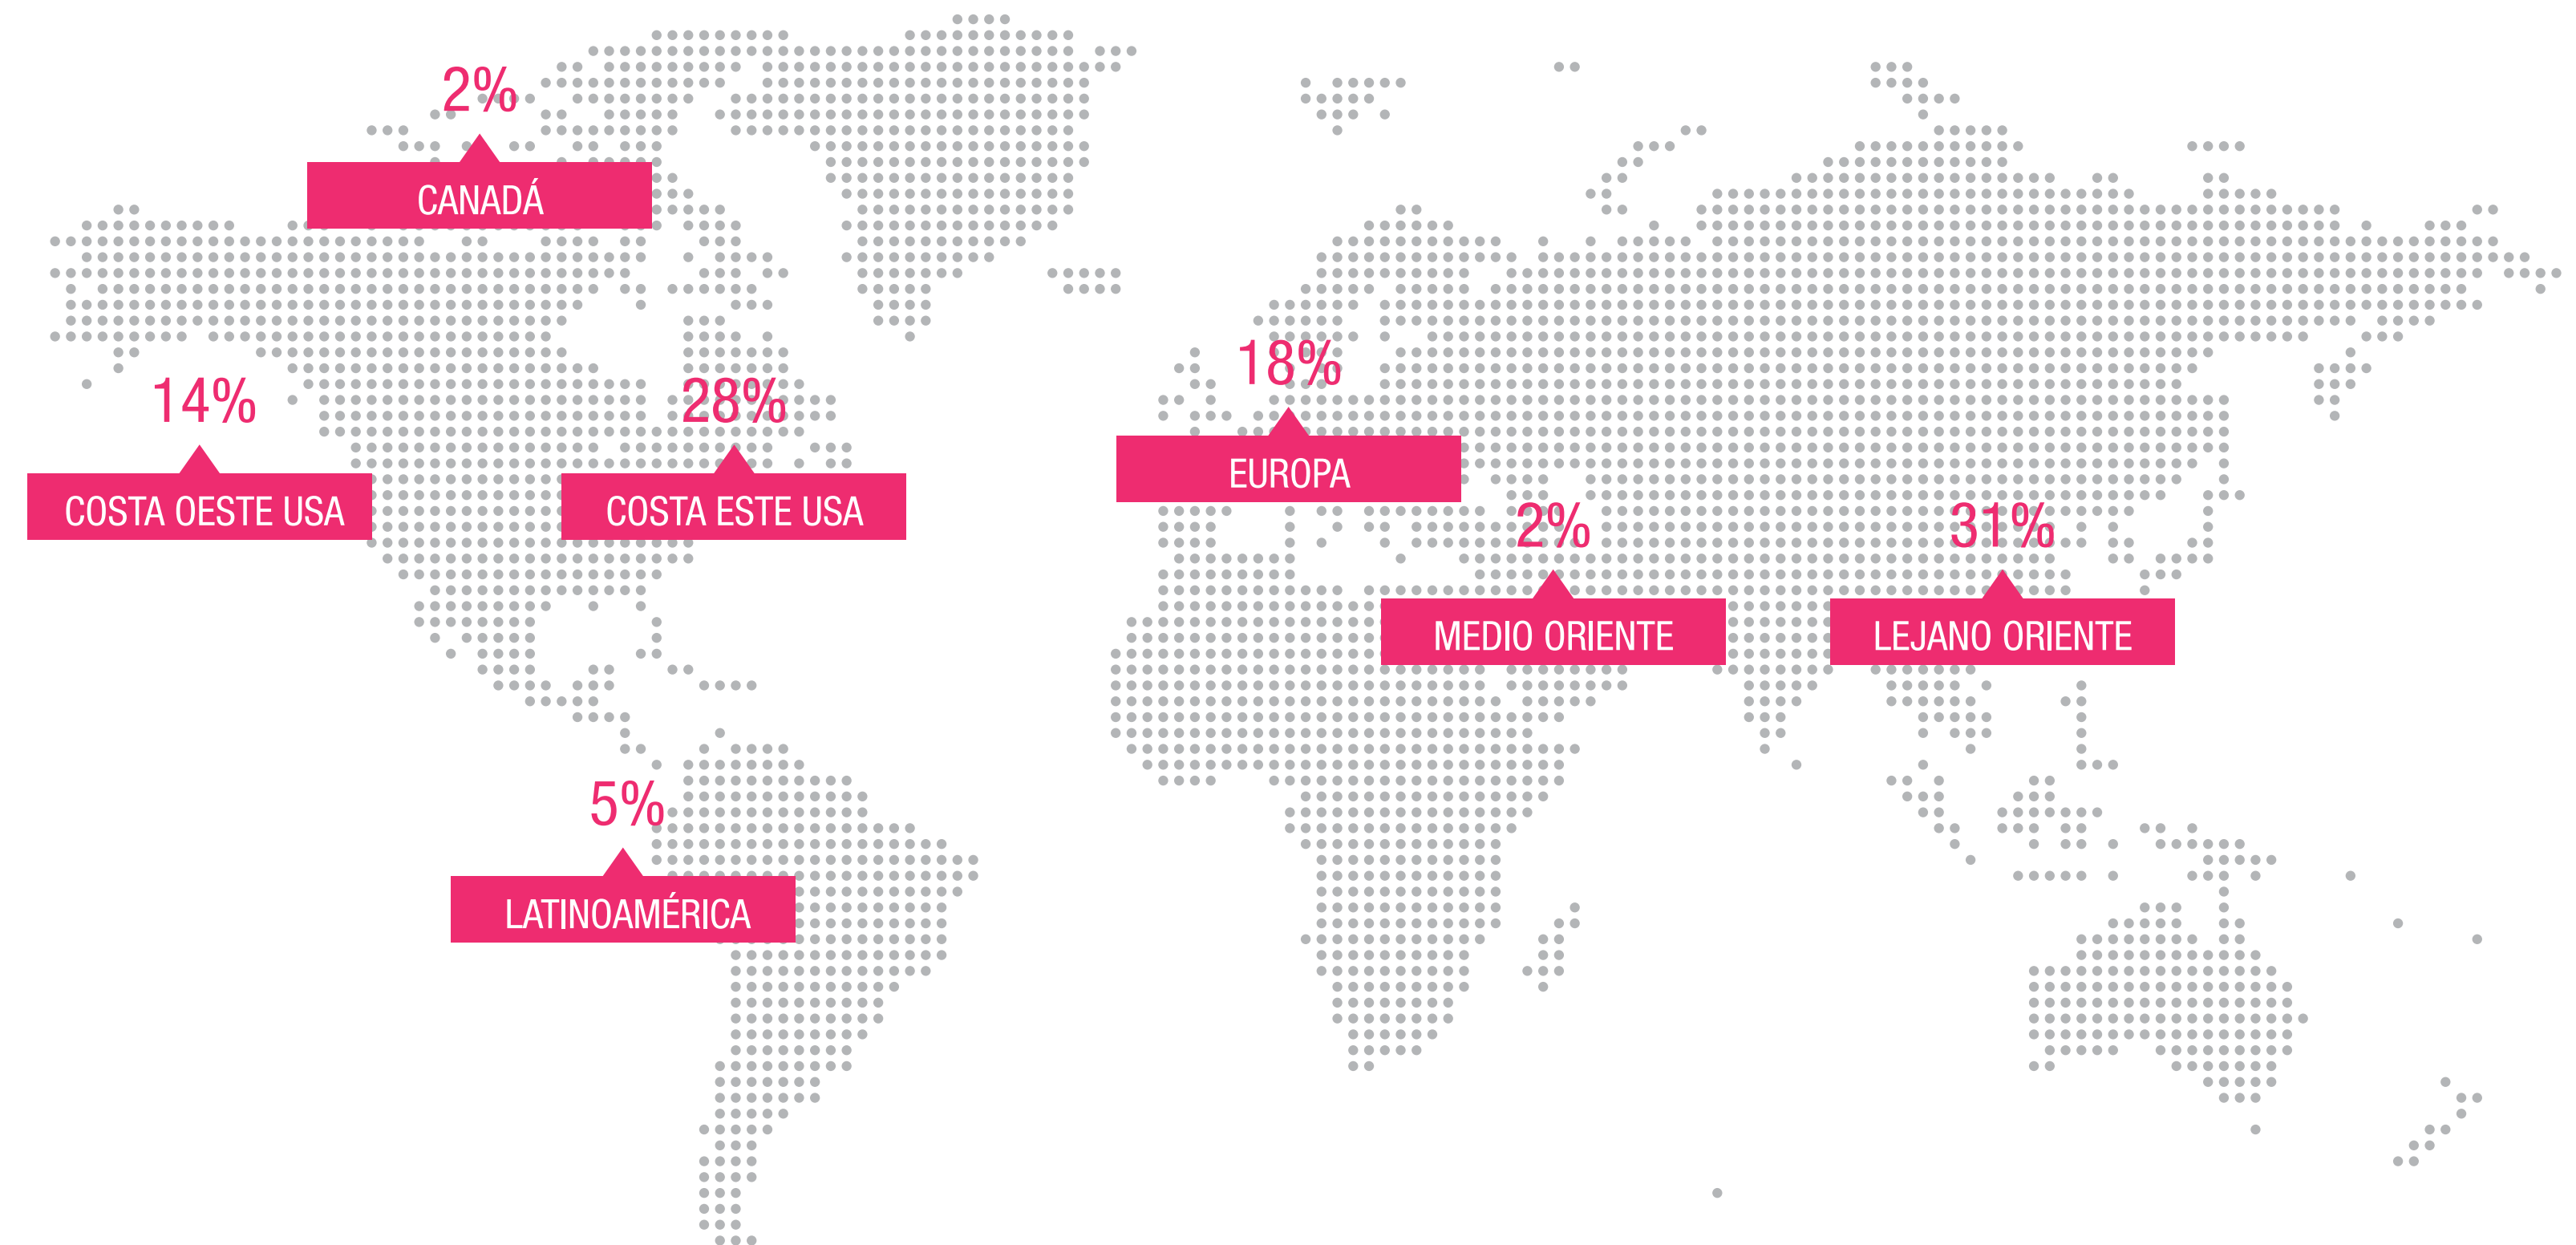 2%
CANADÁ
14%
COSTA OESTE USA
28%
COSTA ESTE USA
18%
EUROPA
2%
MEDIO ORIENTE
31%
LEJANO ORIENTE
5%
LATINOAMÉRICA